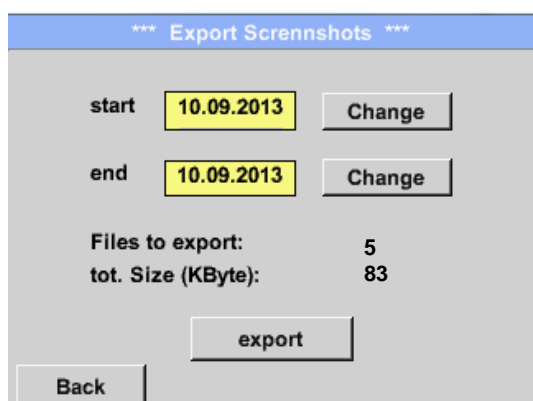 *** Export Scrennshots ***
start 10.09.2013 Change
end 10.09.2013 Change
Files to export: 5
tot. Size (KByte): 83
export
Back